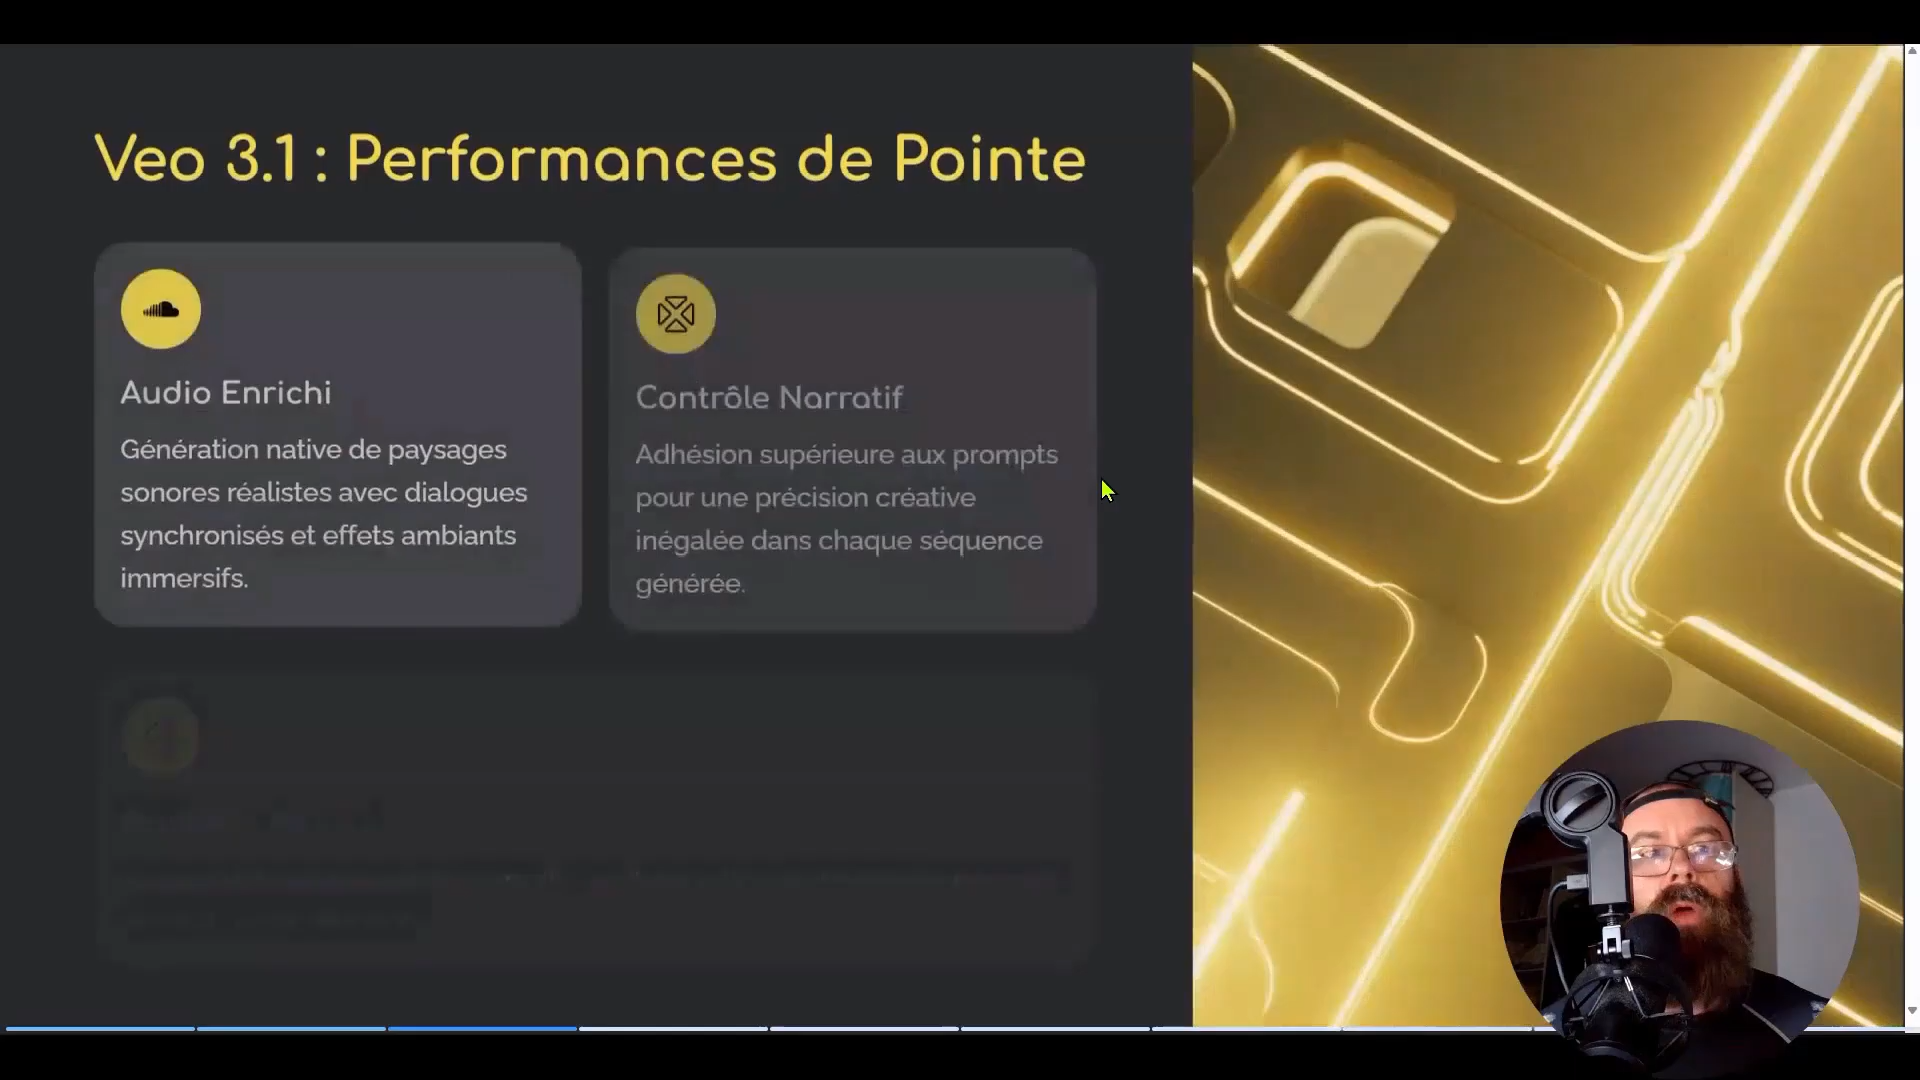 Veo 3.1 : Performances de Pointe
Audio Enrichi
Génération native de paysages
sonores réalistes avec dialogues
synchronisés et effets ambiants
immersifs.
Contrôle Narratif
Adhésion supérieure aux prompts
pour une précision créative
inégalée dans chaque séquence
générée.